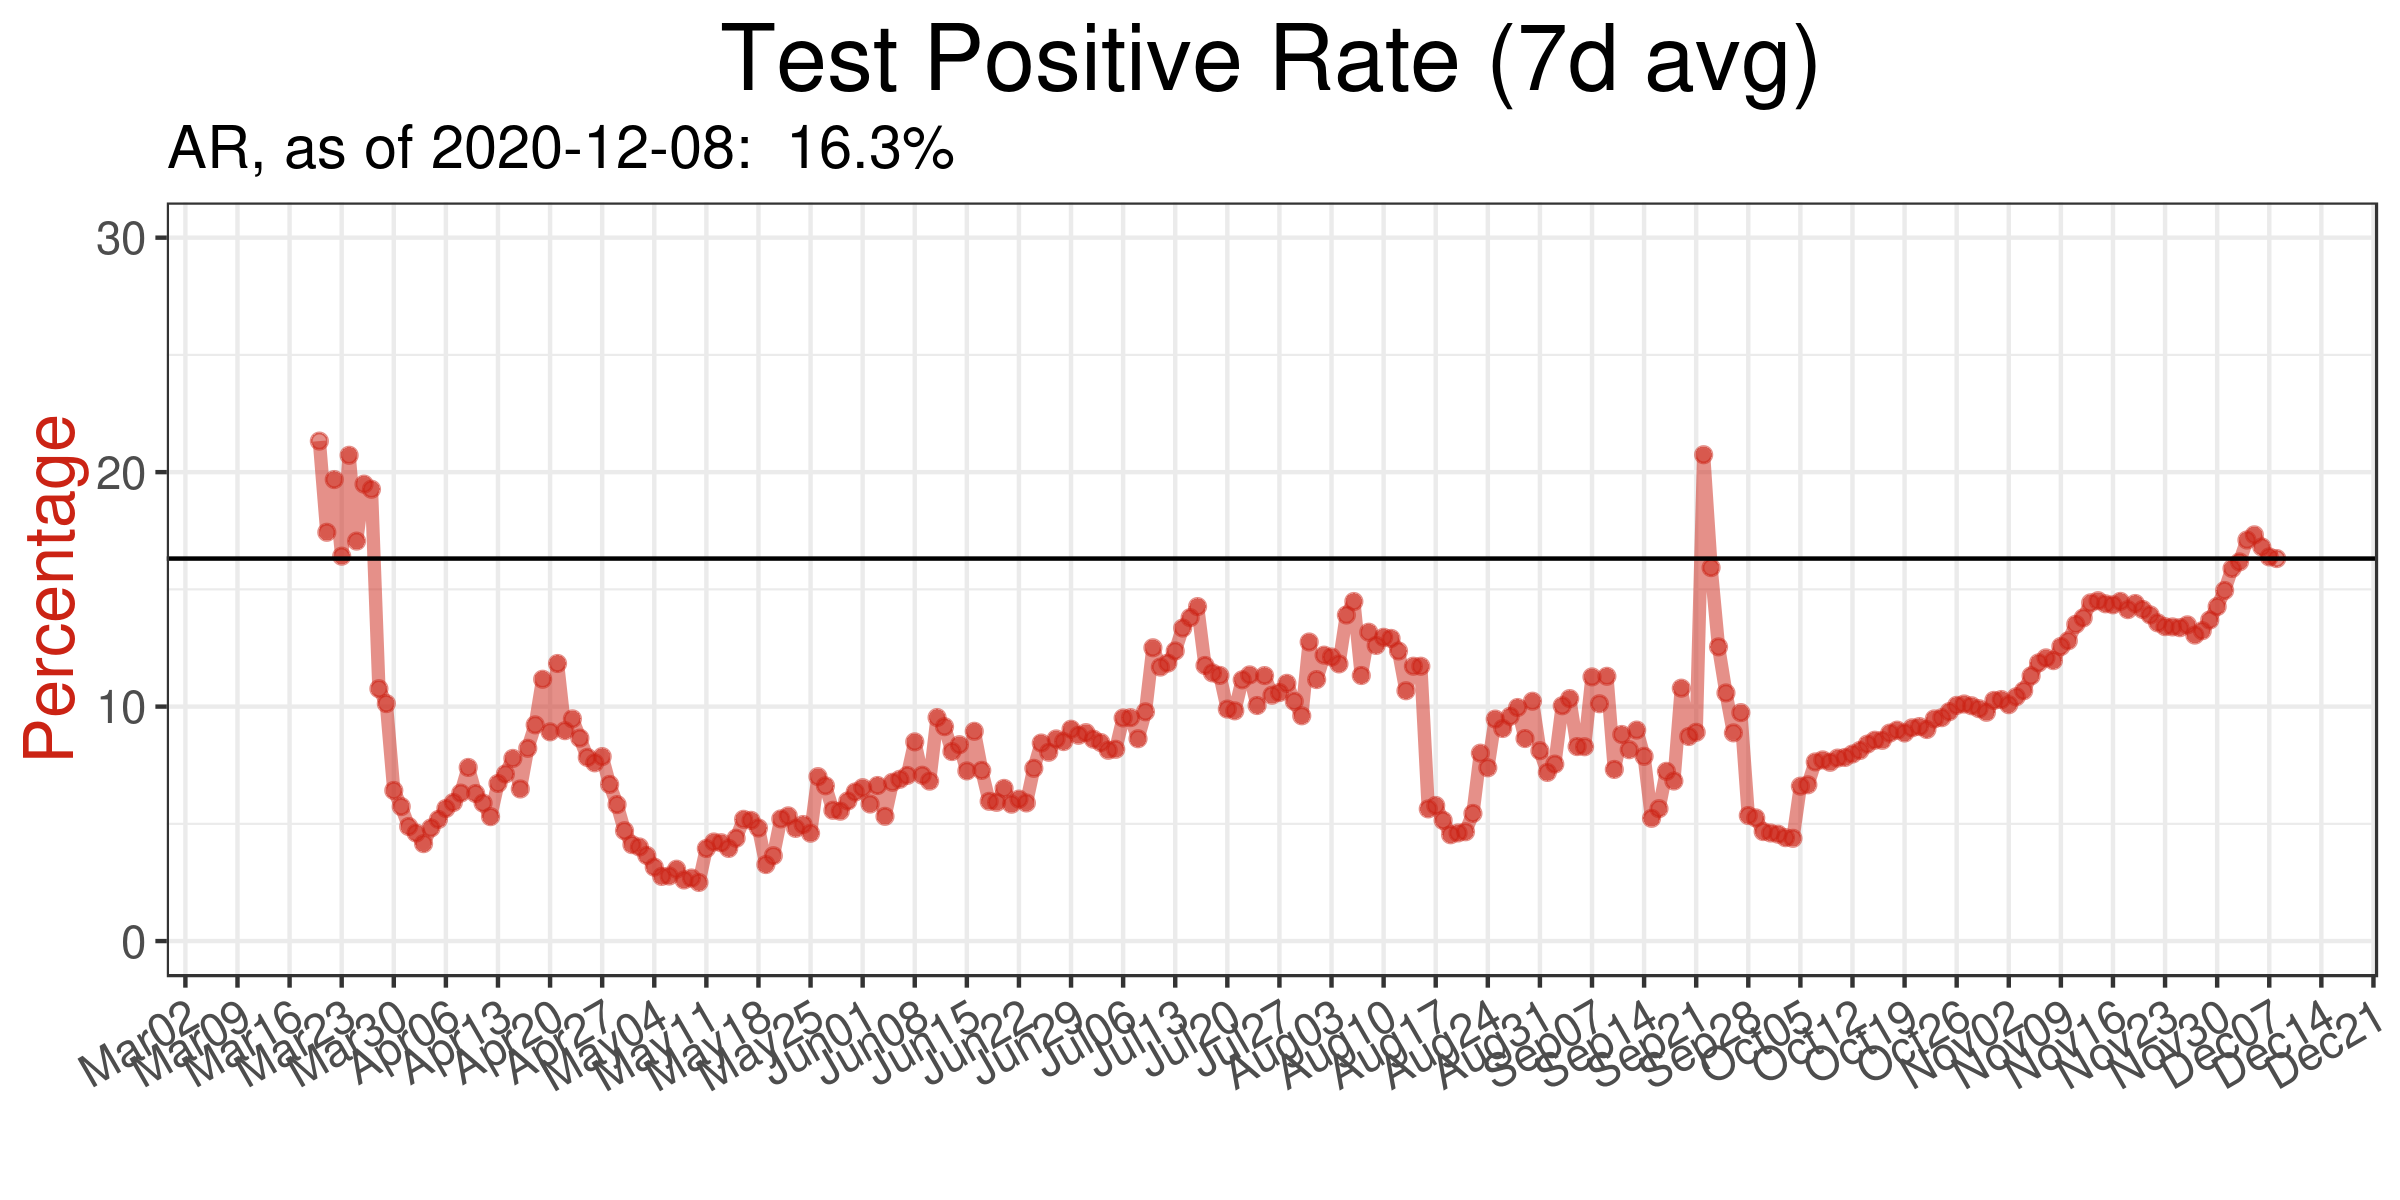 Test Positive Rate (7d avg)
AR, as of 2020-12-08:  16.3%
Percentage
30
20
10
0
Mar02
Mar09
Mar16
Mar23
Mar30
Apr06
Apr13
Apr20
Apr27
May04
May11
May18
May25
Jun01
Jun08
Jun15
Jun22
Jun29
Jul06
Jul13
Jul20
Jul27
Aug03
Aug10
Aug17
Aug24
Aug31
Sep07
Sep14
Sep21
Sep28
Oct05
Oct12
Oct19
Oct26
Nov02
Nov09
Nov16
Nov23
Nov30
Dec07
Dec14
Dec21